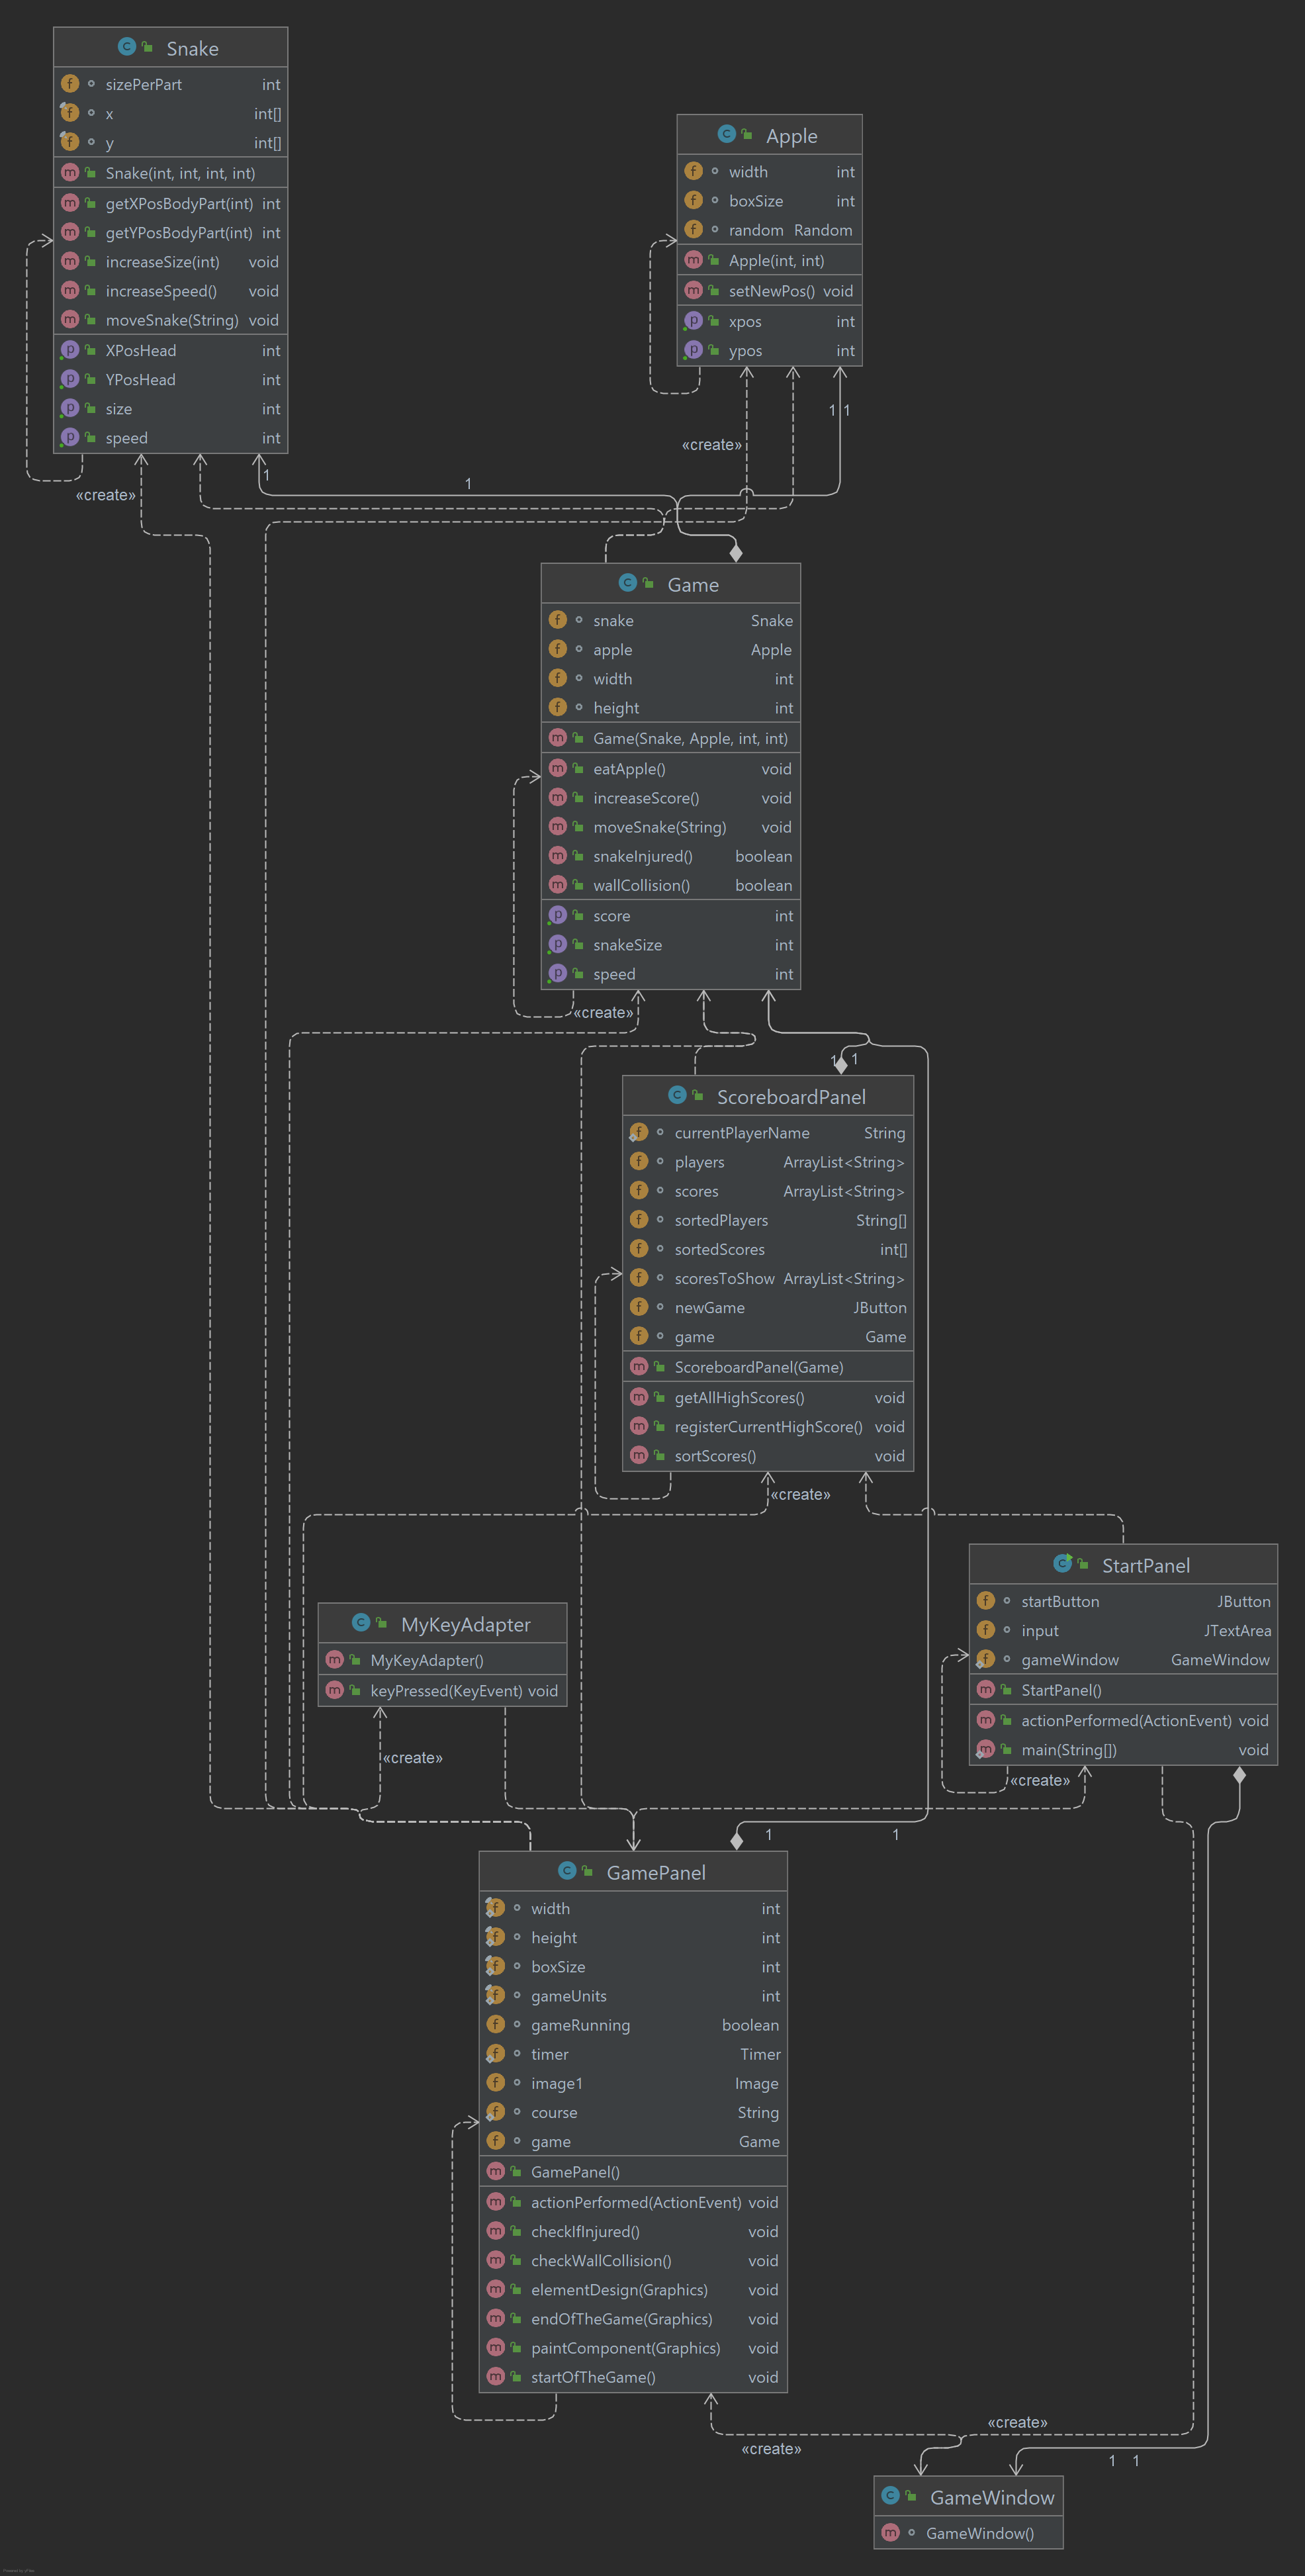 Snake
sizePerPart int
x int[]
y int[]
Snake(int, int, int, int)
getXPosBodyPart(int) int
getYPosBodyPart(int) int
increaseSize(int) void
increaseSpeed() void
moveSnake(String) void
XPosHead int
YPosHead int
size int
speed int
Apple
width int
boxSize int
random Random
Apple(int, int)
setNewPos() void
xpos int
ypos int
1 1
«create»
1
1
«create»
Game
snake Snake
apple Apple
width int
height int
Game(Snake, Apple, int, int)
eatApple() void
increaseScore() void
moveSnake(String) void
snakeInjured() boolean
wallCollision() boolean
score int
snakeSize int
speed int
«create»
1 1
ScoreboardPanel
currentPlayerName String
players ArrayList<String>
scores ArrayList<String>
sortedPlayers String[]
sortedScores int[]
scoresToShow ArrayList<String>
newGame JButton
game Game
ScoreboardPanel(Game)
getAllHighScores() void
registerCurrentHighScore() void
sortScores() void
«create»
StartPanel
startButton JButton
input JTextArea
gameWindow GameWindow
StartPanel()
actionPerformed(ActionEvent) void
main(String[]) void
«create»
MyKeyAdapter
MyKeyAdapter()
keyPressed(KeyEvent) void
«create»
1 1
GamePanel
width int
height int
boxSize int
gameUnits int
gameRunning boolean
timer Timer
image1 Image
course String
game Game
GamePanel()
actionPerformed(ActionEvent) void
checkIfInjured() void
checkWallCollision() void
elementDesign(Graphics) void
endOfTheGame(Graphics) void
paintComponent(Graphics) void
startOfTheGame() void
«create»
«create»
1 1
GameWindow
GameWindow()
Powered by yFiles